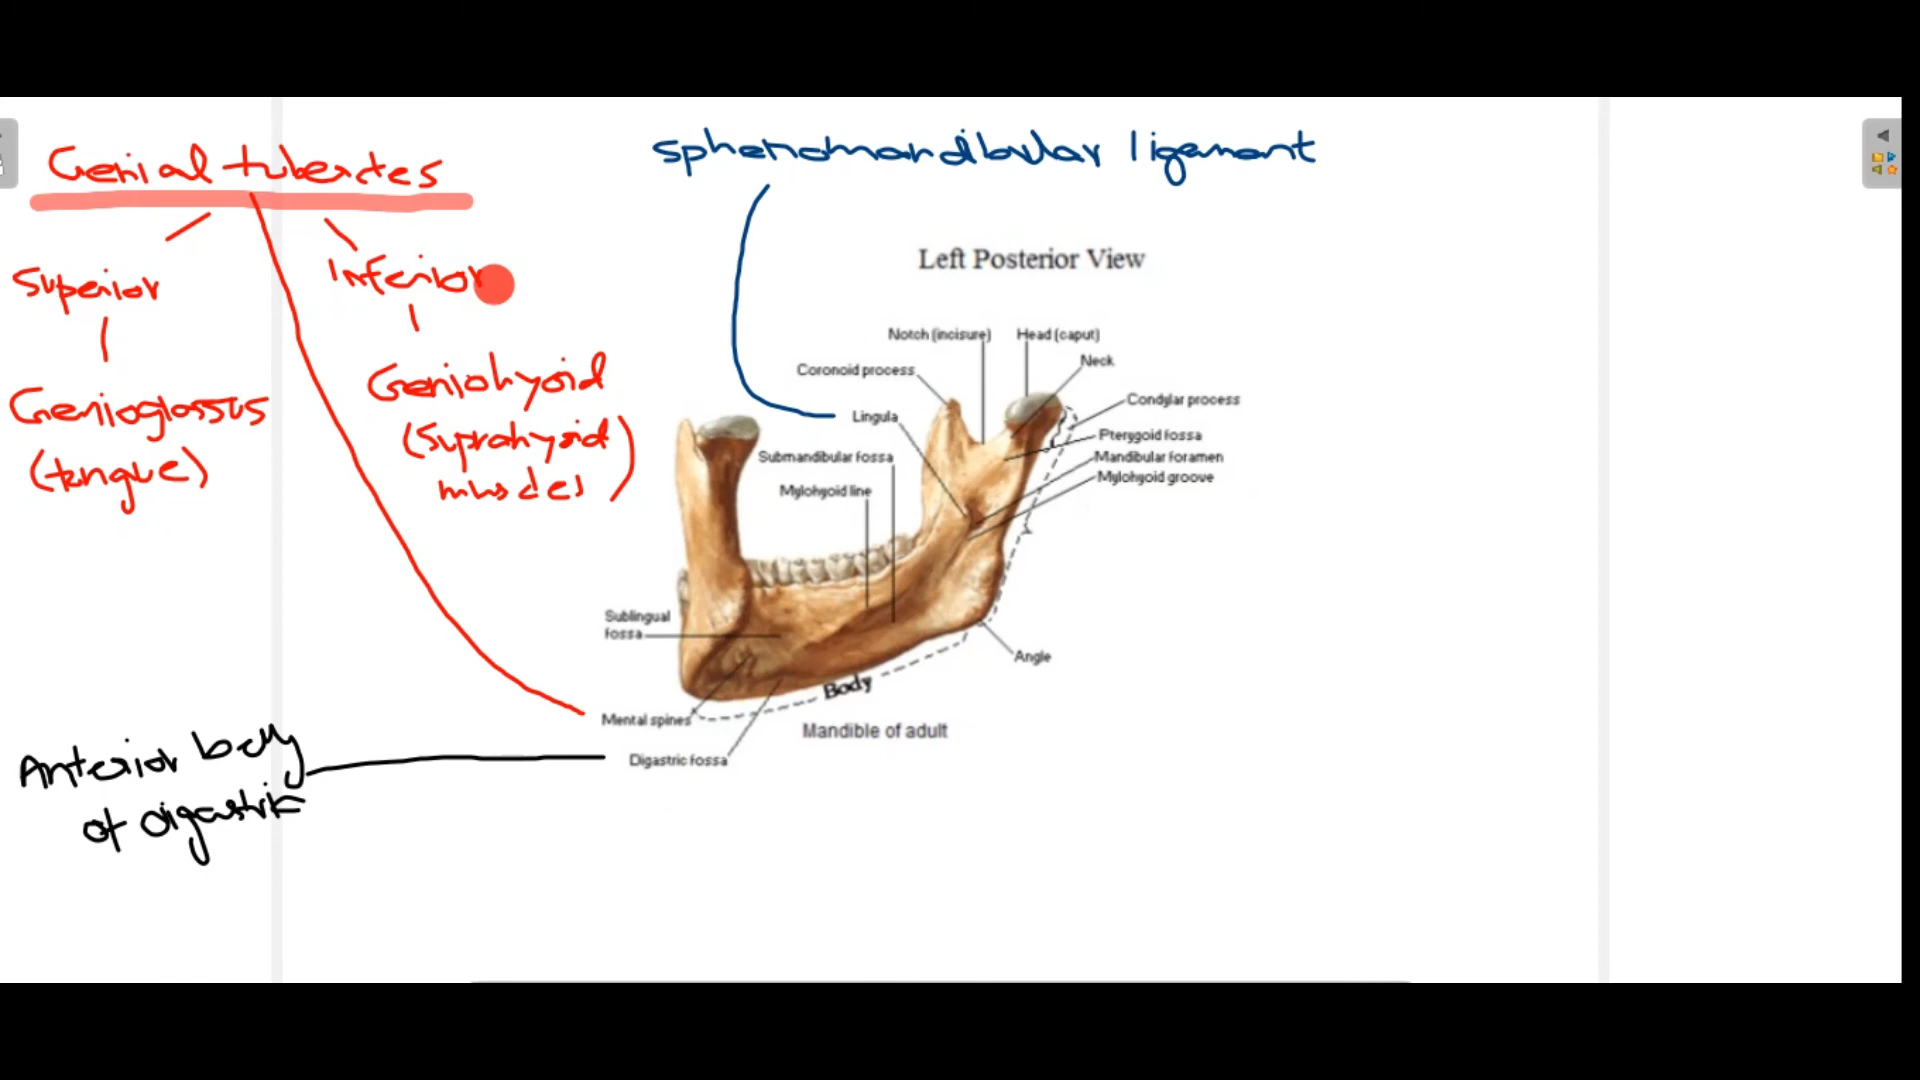 Genial tubercles
Superior
Inferior
Genioglossus
(tongue)
Geniohyoid
(Suprahyoid
muscles)
sphenomandibular ligament
Left Posterior View
Notch (incisure)
Head (caput)
Neck
Coronoid process
Condylar process
Lingula
Pterygoid fossa
Submandibular fossa
Mandibular foramen
Mylohyoid groove
Mylohyoid line
Sublingual
fossa
Angle
Body
Mental spines
Mandible of adult
Digastric fossa
Anterior belly
of digastric